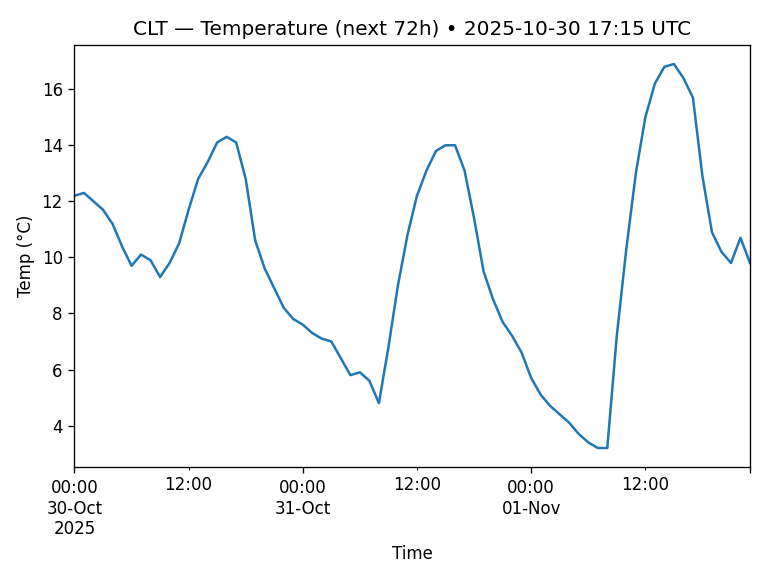 CLT — Temperature (next 72h) • 2025-10-30 17:15 UTC
Temp (°C)
16
14
12
10
8
6
4
00:00 12:00 00:00 12:00 00:00 12:00
30-Oct 31-Oct 01-Nov
2025
Time